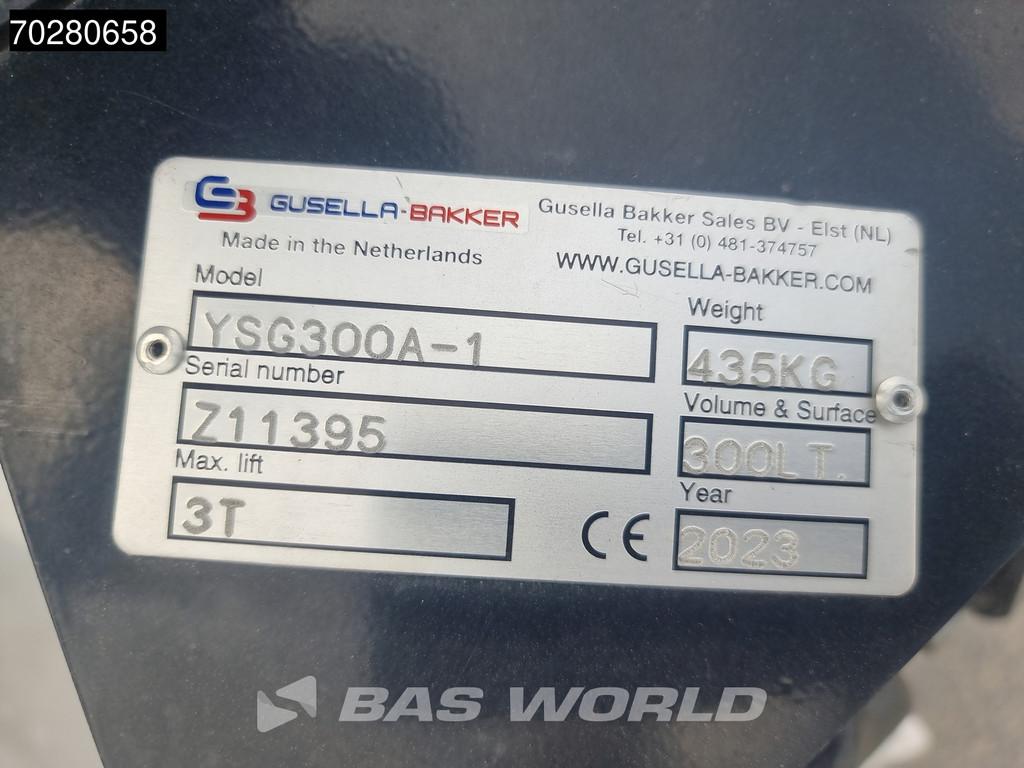 70280658
GUSELLA-BAKKER
Gusella Bakker Sales BV - Elst (NL)
Tel. +31 (0) 481-374757
Made in the Netherlands
WWW.GUSELLA-BAKKER.COM
Model
YSG300A-1
Weight
435KG
Serial number
Z11395
Volume & Surface
300LT.
Max. lift
3T
CE
Year
2023
BAS WORLD